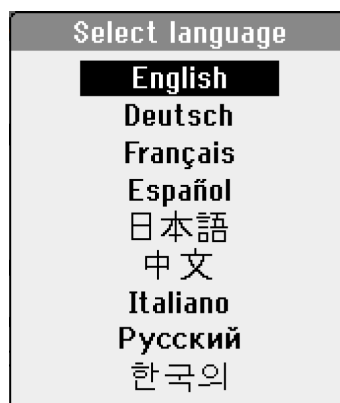 Select language
English
Deutsch
Français
Español
日本語
中文
Italiano
Русский
한국의